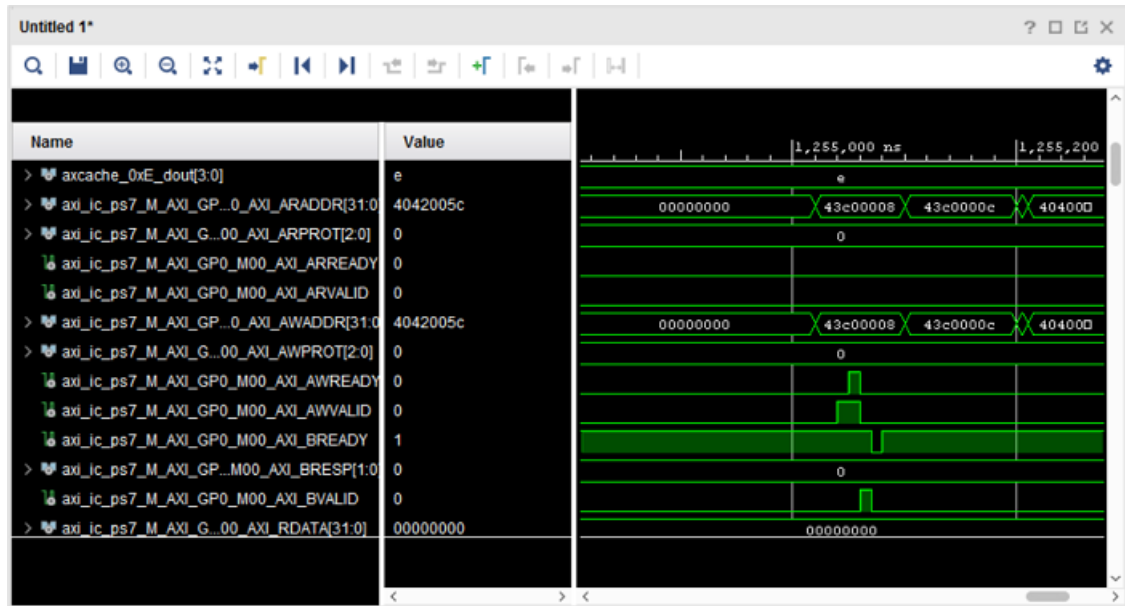 Untitled 1*
Name Value
1,255,000 ns 1,255,200
axcache_0xE_dout[3:0] e e
axi_ic_ps7_M_AXI_GP...0_AXI_ARADDR[31:0] 4042005c 00000000 43c00008 43c0000c 40400
axi_ic_ps7_M_AXI_G...00_AXI_ARPROT[2:0] 0 0
axi_ic_ps7_M_AXI_GP0_M00_AXI_ARREADY 0
axi_ic_ps7_M_AXI_GP0_M00_AXI_ARVALID 0
axi_ic_ps7_M_AXI_GP...0_AXI_AWADDR[31:0 4042005c 00000000 43c00008 43c0000c 40400
axi_ic_ps7_M_AXI_G...00_AXI_AWPROT[2:0] 0 0
axi_ic_ps7_M_AXI_GP0_M00_AXI_AWREADY 0
axi_ic_ps7_M_AXI_GP0_M00_AXI_AWVALID 0
axi_ic_ps7_M_AXI_GP0_M00_AXI_BREADY 1
axi_ic_ps7_M_AXI_GP...M00_AXI_BRESP[1:0] 0 0
axi_ic_ps7_M_AXI_GP0_M00_AXI_BVALID 0
axi_ic_ps7_M_AXI_G...00_AXI_RDATA[31:0] 00000000 00000000